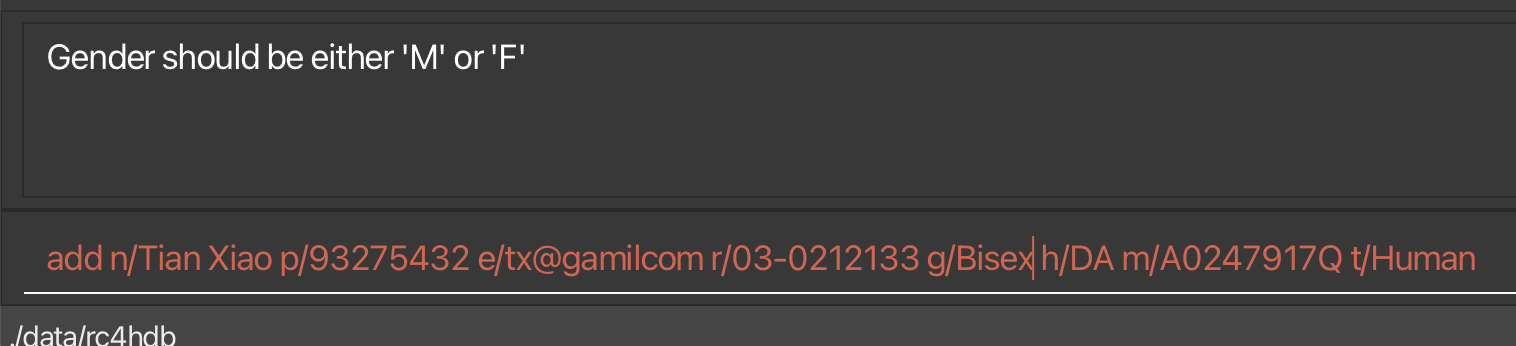 Gender should be either 'M' or 'F'
add n/Tian Xiao p/93275432 e/tx@gamilcom r/03-0212133 g/Bisex h/DA m/A0247917Q t/Human
./data/rc4hdb